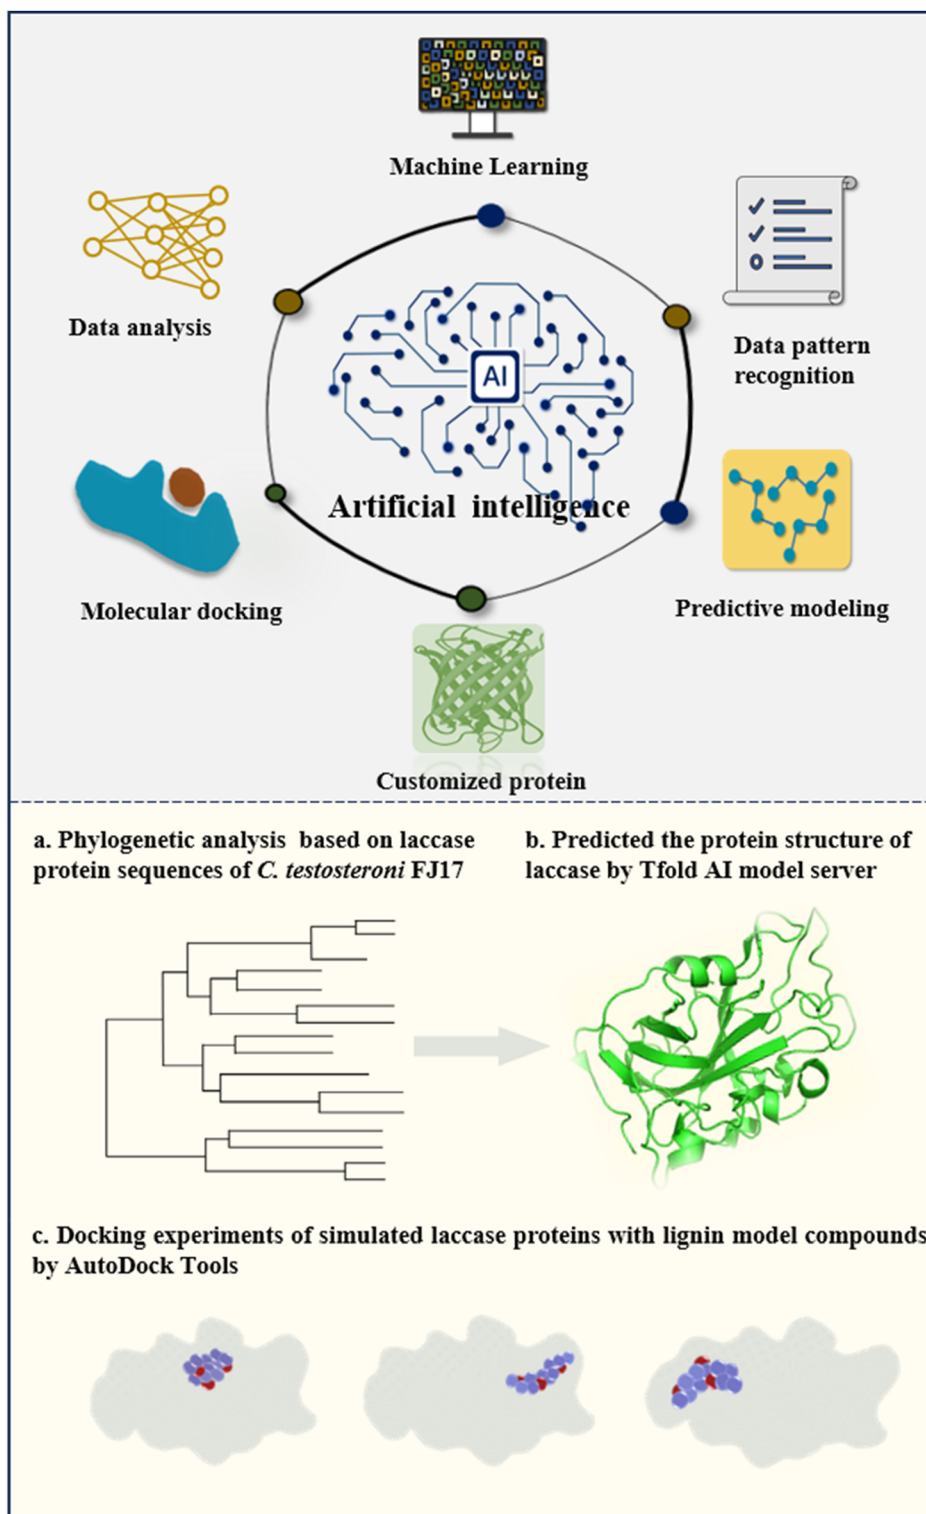 Machine Learning
Data analysis
Data pattern
recognition
AI
Artificial intelligence
Molecular docking
Predictive modeling
Customized protein
a. Phylogenetic analysis based on laccase
protein sequences of C. testosteroni FJ17
b. Predicted the protein structure of
laccase by Tfold AI model server
c. Docking experiments of simulated laccase proteins with lignin model compounds
by AutoDock Tools